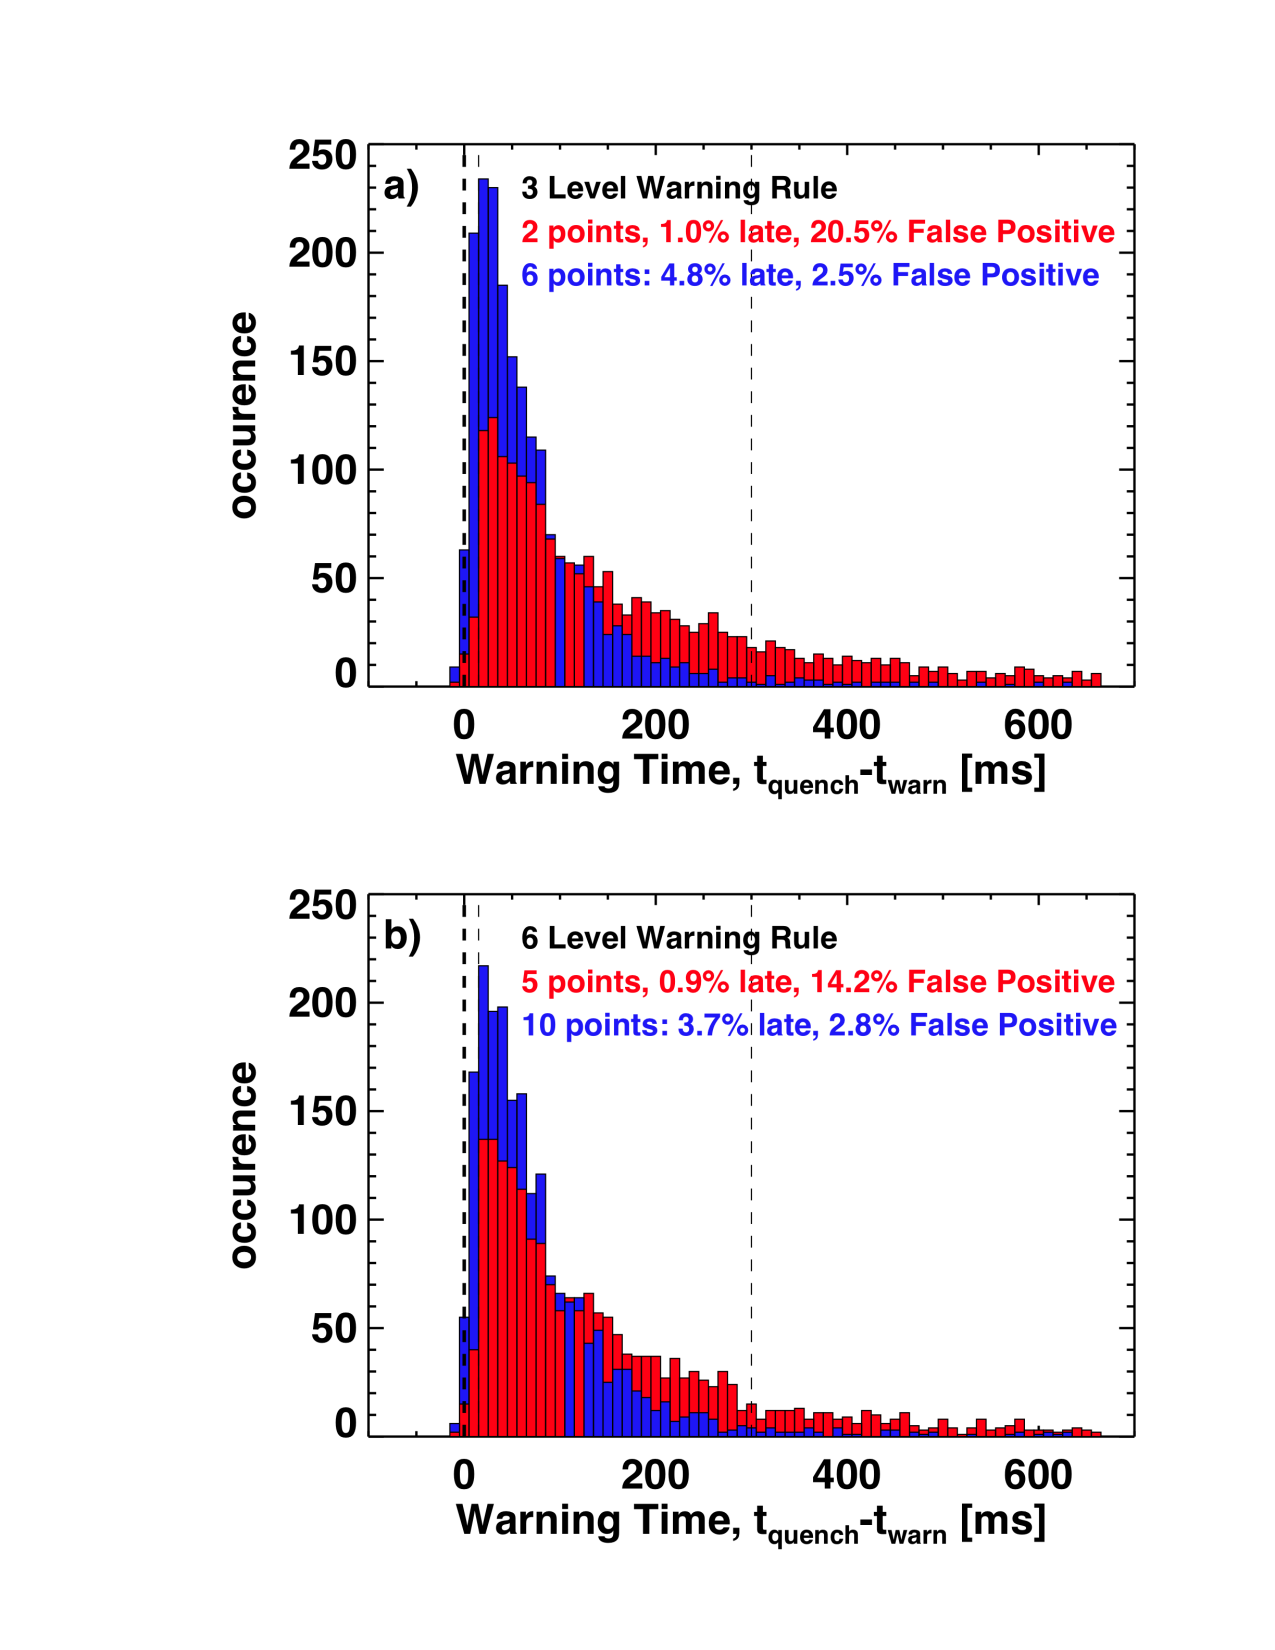 250
a)
3 Level Warning Rule
2 points, 1.0% late, 20.5% False Positive
200
6 points: 4.8% late, 2.5% False Positive
150
occurence
100
50
0
0 200 400 600
Warning Time, tquench-twarn [ms]
250
b)
6 Level Warning Rule
5 points, 0.9% late, 14.2% False Positive
200
10 points: 3.7% late, 2.8% False Positive
150
occurence
100
50
0
0 200 400 600
Warning Time, tquench-twarn [ms]